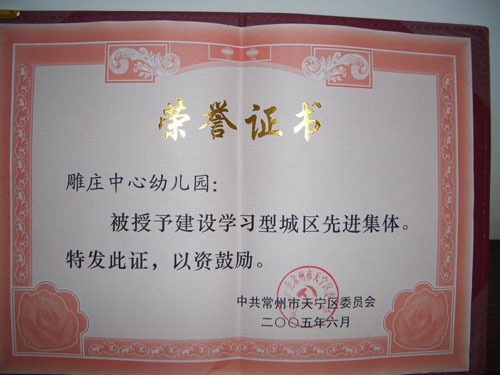 荣誉证书
雕庄中心幼儿园：
被授予建设学习型城区先进集体。
特发此证，以资鼓励。
中共常州市天宁区委员会
二〇〇五年六月